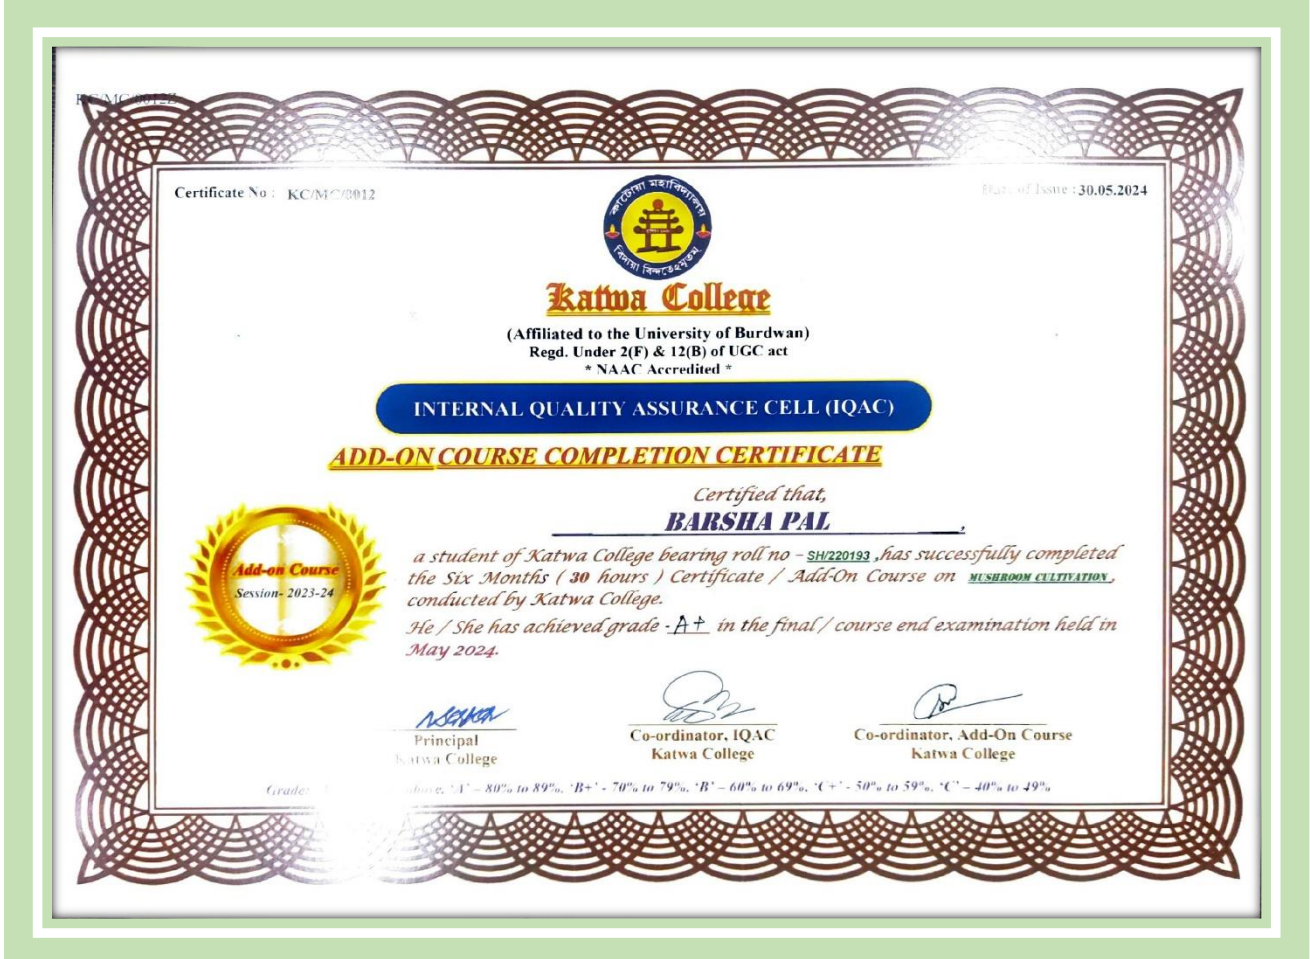 Certificate No : KC/MC/0012
Date of Issue : 30.05.2024
কাটোয়া মহাবিদ্যালয়
Katwa College
(Affiliated to the University of Burdwan)
Regd. Under 2(F) & 12(B) of UGC act
* NAAC Accredited *
INTERNAL QUALITY ASSURANCE CELL (IQAC)
ADD-ON COURSE COMPLETION CERTIFICATE
Certified that,
BARSHA PAL ,
a student of Katwa College bearing roll no – SH/220193 ,has successfully completed
the Six Months ( 30 hours ) Certificate / Add-On Course on MUSHROOM CULTIVATION ,
conducted by Katwa College.
He / She has achieved grade - A+ in the final / course end examination held in
May 2024.
Add-on Course
Session- 2023-24
Principal
Katwa College
Co-ordinator, IQAC
Katwa College
Co-ordinator, Add-On Course
Katwa College
Grade: above, 'A' – 80% to 89%, 'B+' - 70% to 79%, 'B' – 60% to 69%, 'C+' - 50% to 59%, 'C' – 40% to 49%